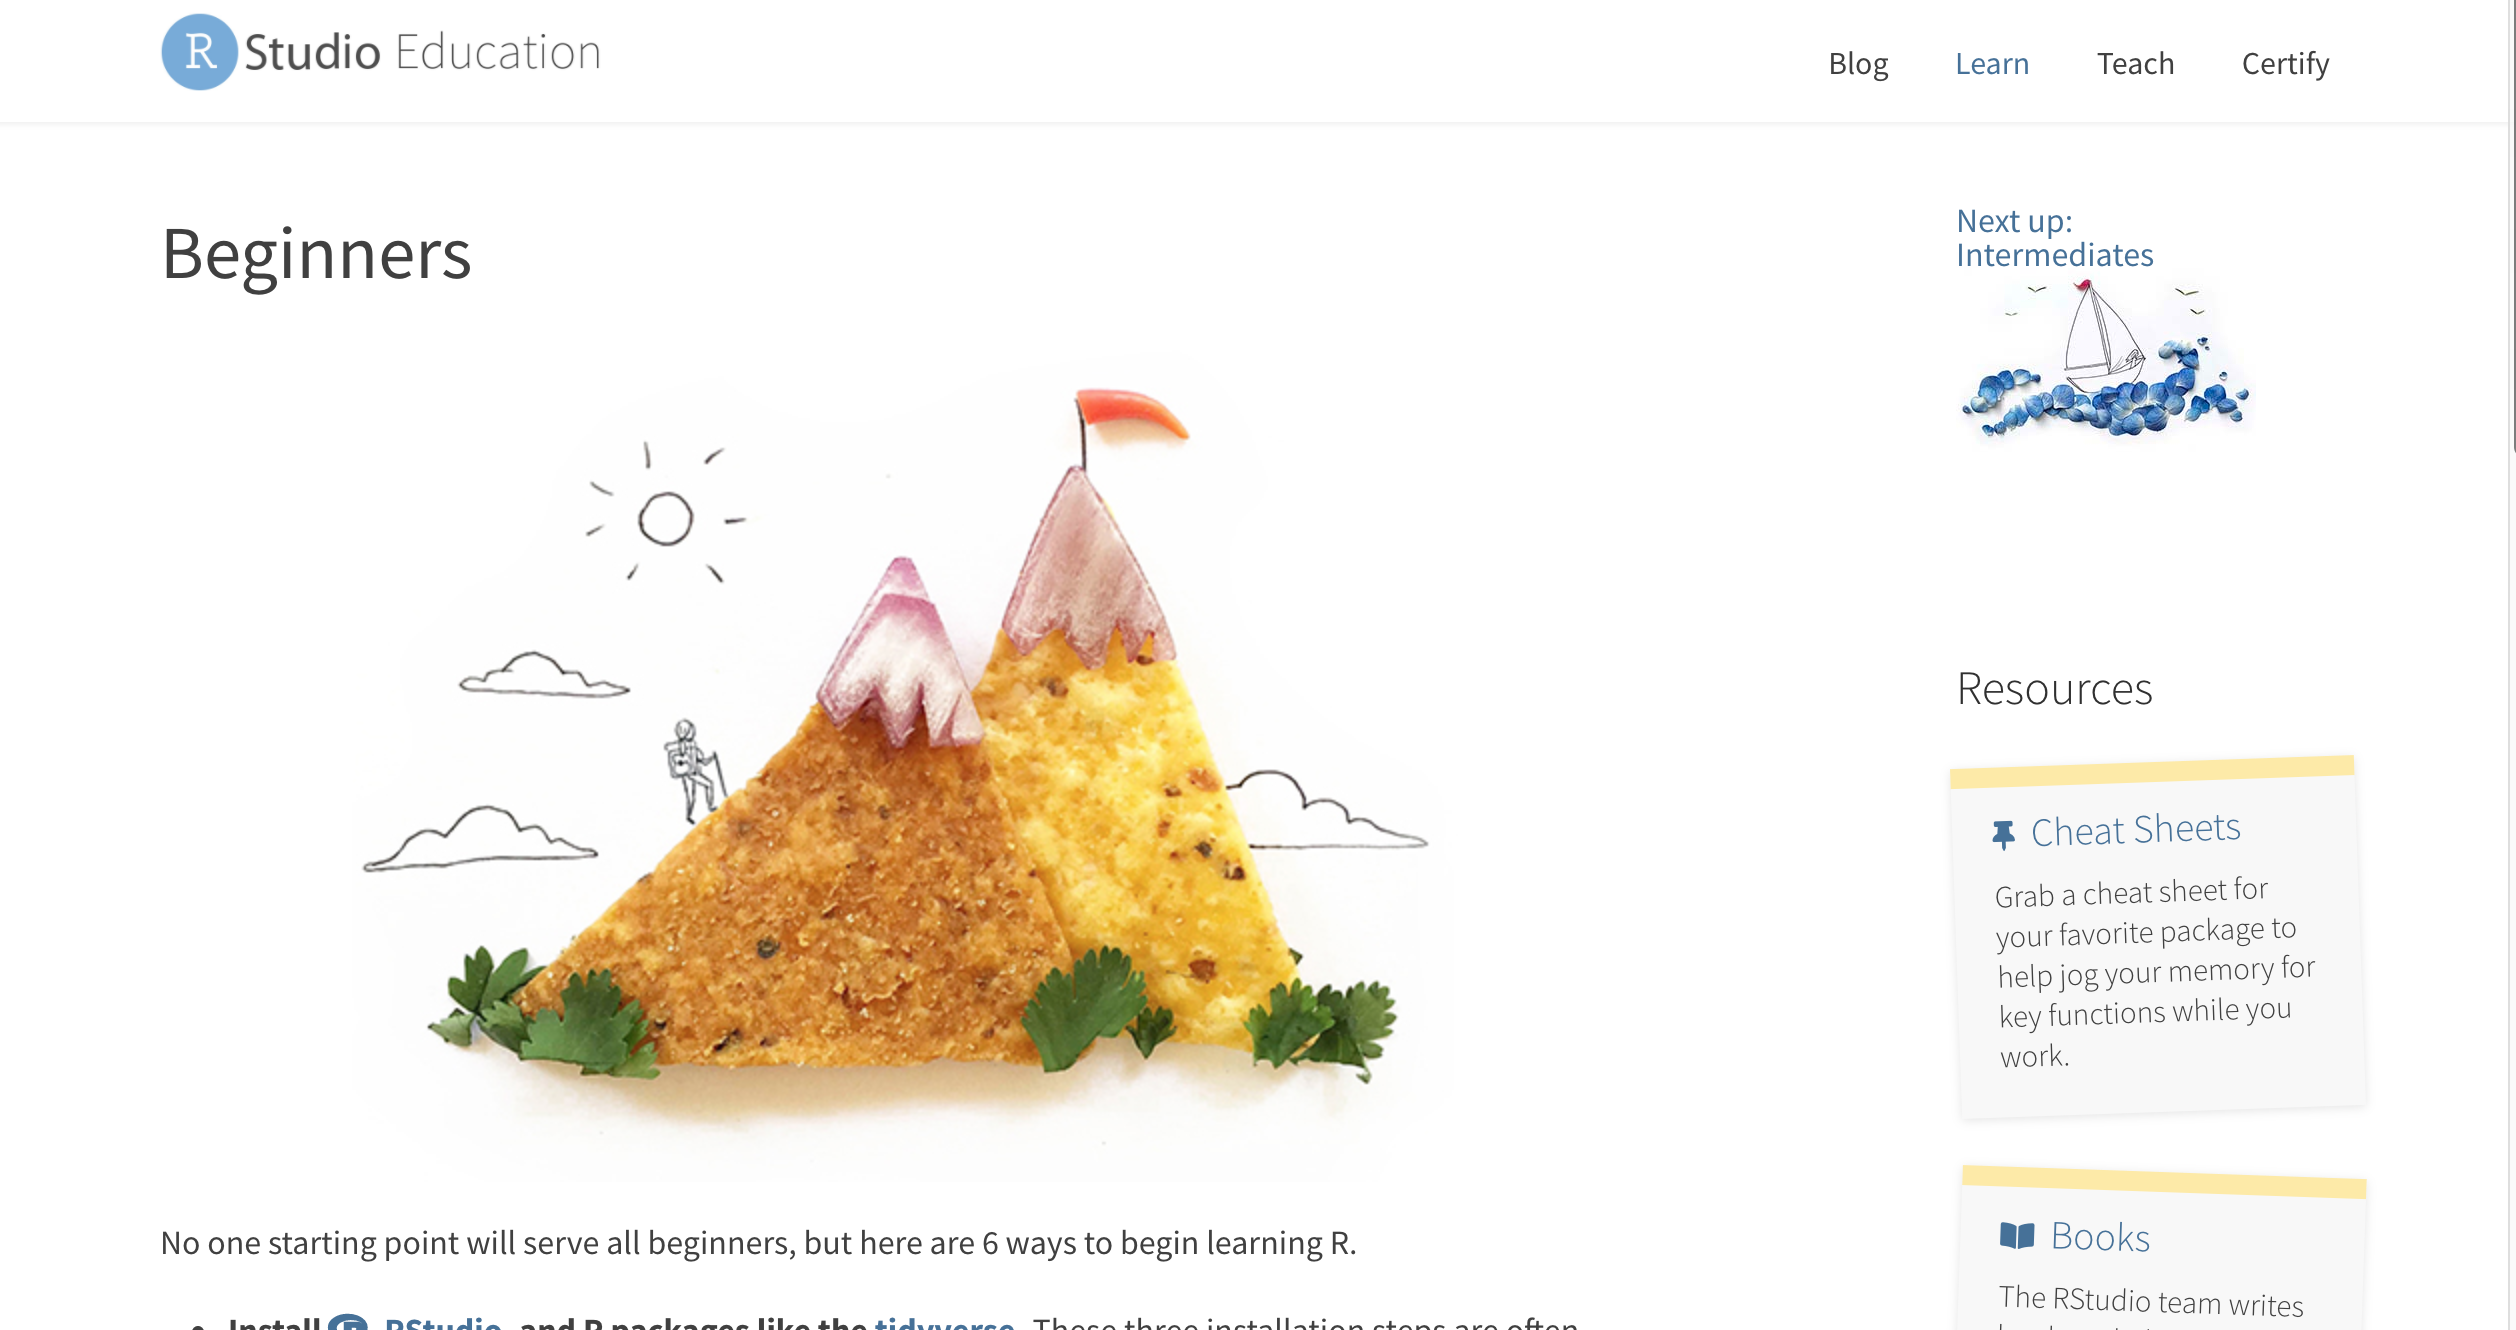 R Studio Education
Blog Learn Teach Certify
Beginners
Next up:
Intermediates
Resources
Cheat Sheets
Grab a cheat sheet for
your favorite package to
help jog your memory for
key functions while you
work.
No one starting point will serve all beginners, but here are 6 ways to begin learning R.
Books
The RStudio team writes
• Install R, RStudio, and R packages like the tidyverse. These three installation steps are often